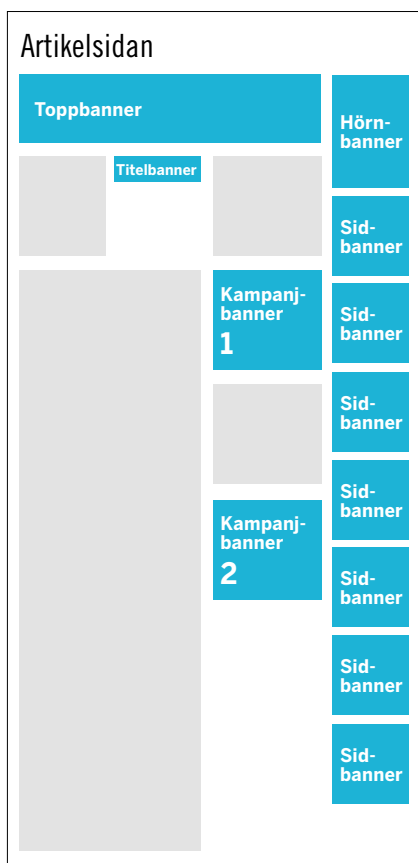 Artikelsidan
Toppbanner
Hörn-
banner
Titelbanner
Sid-
banner
Kampanj-
banner
1
Sid-
banner
Sid-
banner
Sid-
banner
Kampanj-
banner
2
Sid-
banner
Sid-
banner
Sid-
banner